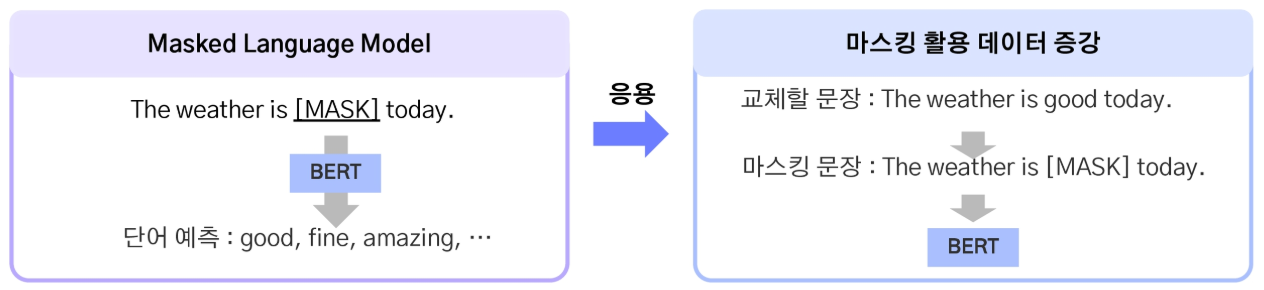 Masked Language Model
The weather is [MASK] today.
BERT
단어 예측 : good, fine, amazing, …
응용
마스킹 활용 데이터 증강
교체할 문장 : The weather is good today.
마스킹 문장 : The weather is [MASK] today.
BERT